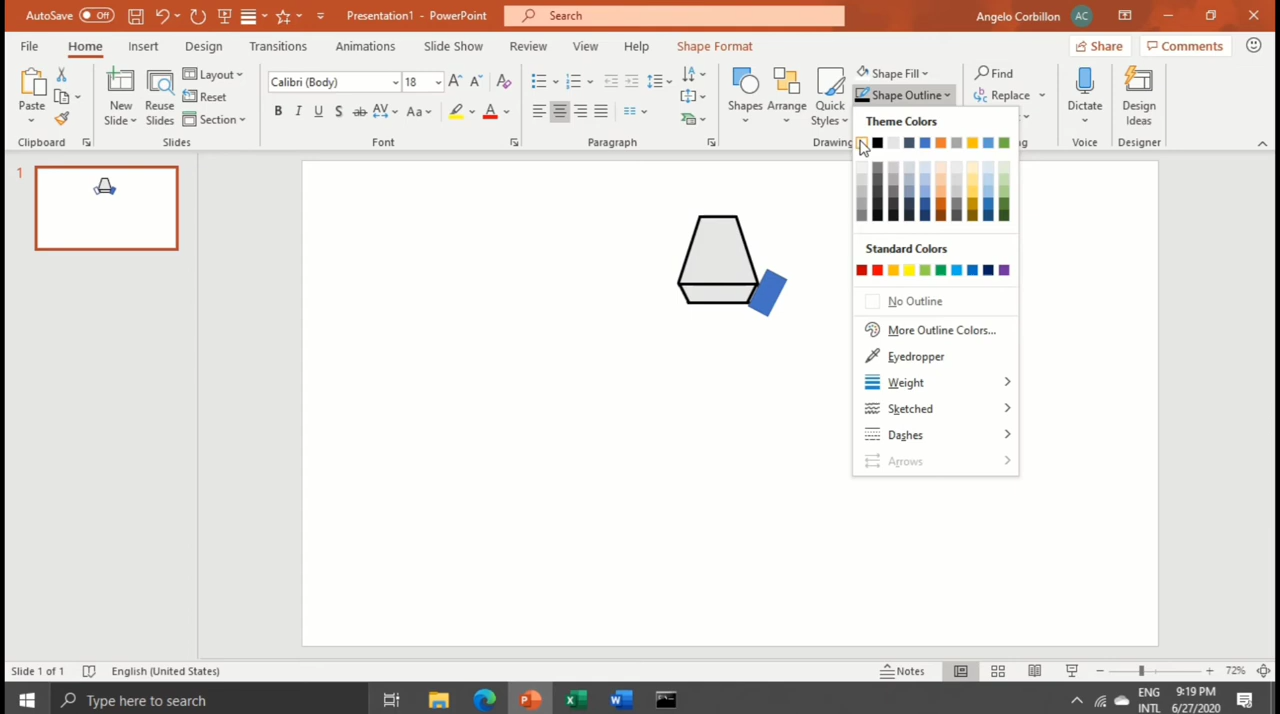 AutoSave Off Presentation1 - PowerPoint Search Angelo Corbillon AC
File Home Insert Design Transitions Animations Slide Show Review View Help Shape Format Share Comments
Paste
Clipboard
New Slides
Reuse Slides
Layout
Reset
Section
Slides
Calibri (Body) 18
B I U S ab AV Aa A
Font
Paragraph
Shapes
Arrange
Quick Styles
Shape Fill
Shape Outline
Drawing
Find
Replace
Dictate
Voice
Design Ideas
Designer
Theme Colors
Standard Colors
No Outline
More Outline Colors...
Eyedropper
Weight
Sketched
Dashes
Arrows
1
Slide 1 of 1 English (United States) Notes 72%
Type here to search ENG INTL 9:19 PM 6/27/2020